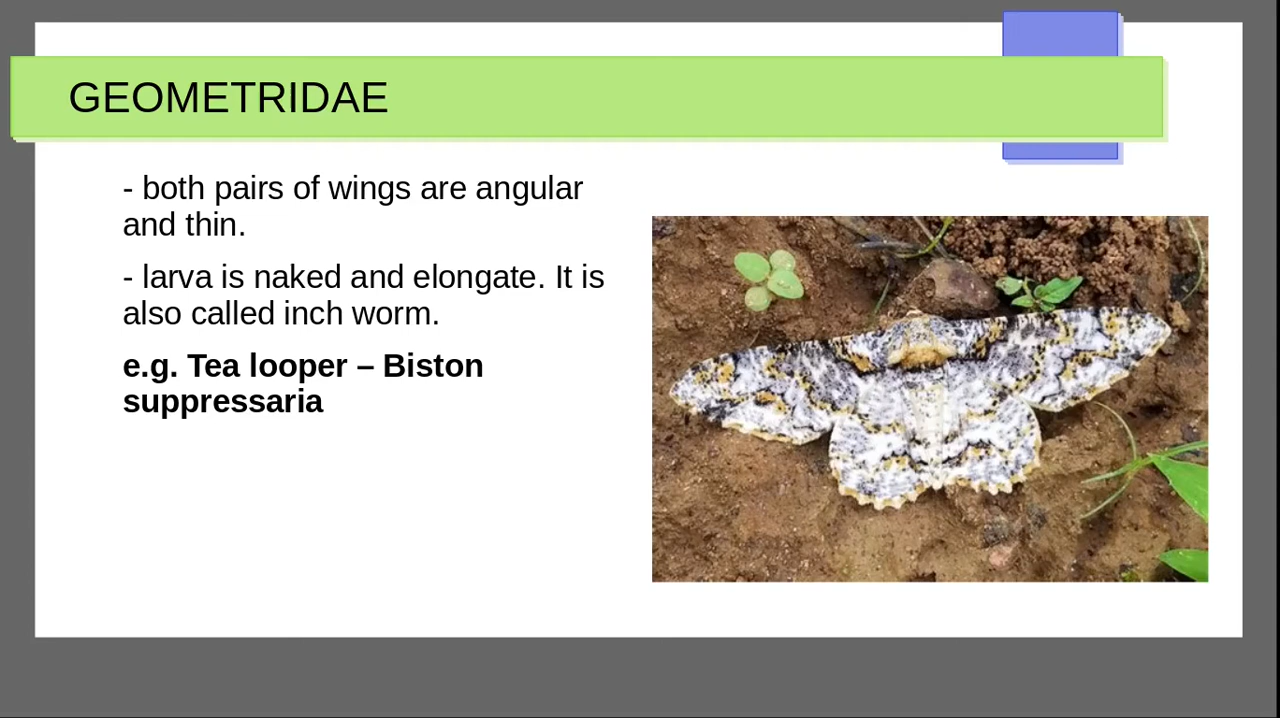 GEOMETRIDAE
- both pairs of wings are angular
and thin.
- larva is naked and elongate. It is
also called inch worm.
e.g. Tea looper – Biston
suppressaria